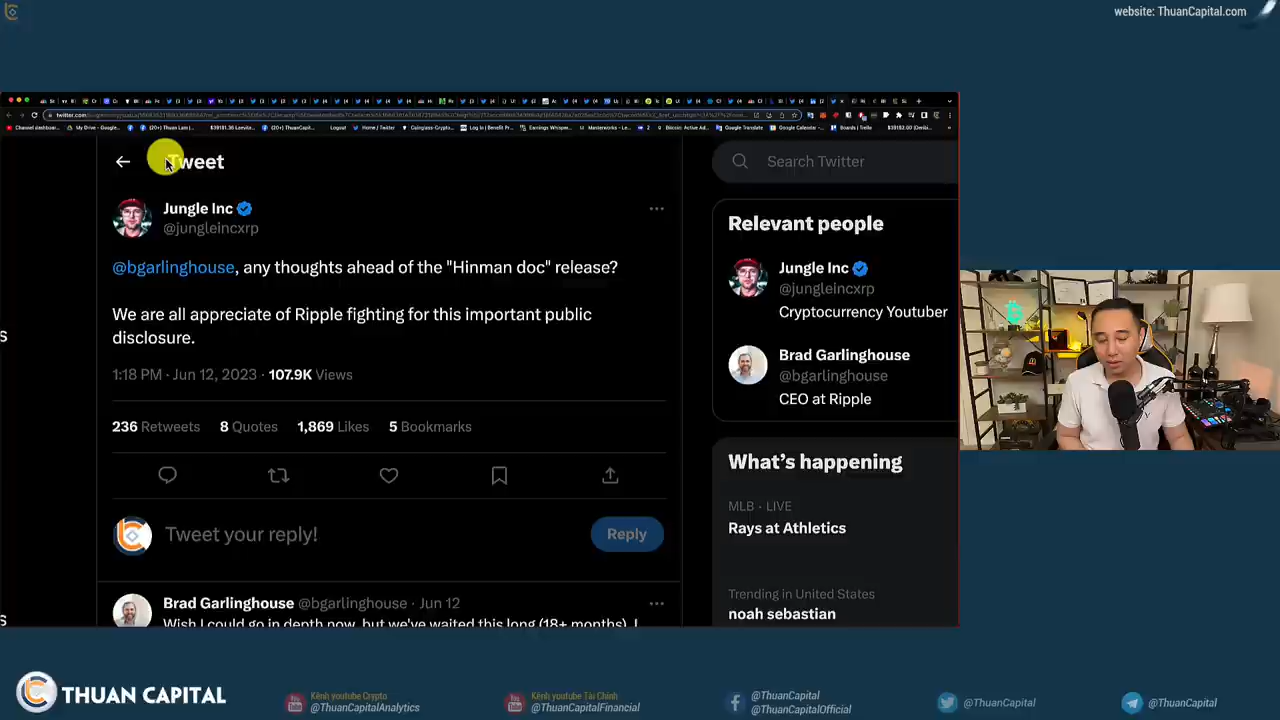 website: ThuanCapital.com
Tweet
Search Twitter
Jungle Inc
@jungleincxrp
@bgarlinghouse, any thoughts ahead of the "Hinman doc" release?
We are all appreciate of Ripple fighting for this important public
disclosure.
1:18 PM · Jun 12, 2023 · 107.9K Views
236 Retweets 8 Quotes 1,869 Likes 5 Bookmarks
Tweet your reply!
Reply
Brad Garlinghouse @bgarlinghouse · Jun 12
Wish I could go in depth now, but we've waited this long (18+ months), I
Relevant people
Jungle Inc
@jungleincxrp
Cryptocurrency Youtuber
Brad Garlinghouse
@bgarlinghouse
CEO at Ripple
What's happening
MLB · LIVE
Rays at Athletics
Trending in United States
noah sebastian
THUAN CAPITAL
Kênh youtube Crypto
@ThuanCapitalAnalytics
Kênh youtube Tài Chính
@ThuanCapitalFinancial
@ThuanCapital
@ThuanCapitalOfficial
@ThuanCapital
@ThuanCapital